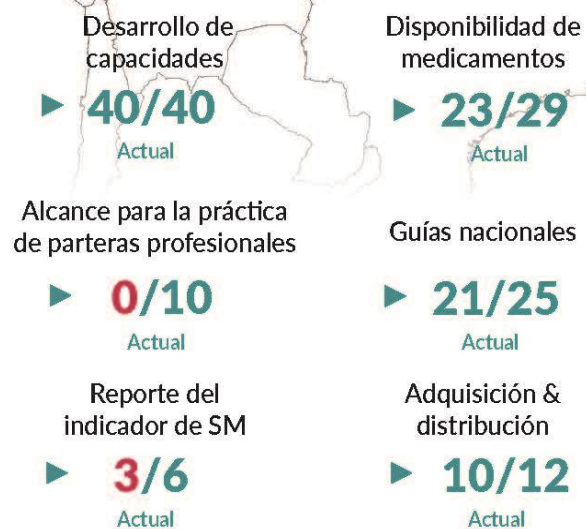 Desarrollo de
capacidades
▶ 40/40
Actual
Disponibilidad de
medicamentos
▶ 23/29
Actual
Alcance para la práctica
de parteras profesionales
▶ 0/10
Actual
Guías nacionales
▶ 21/25
Actual
Reporte del
indicador de SM
▶ 3/6
Actual
Adquisición &
distribución
▶ 10/12
Actual